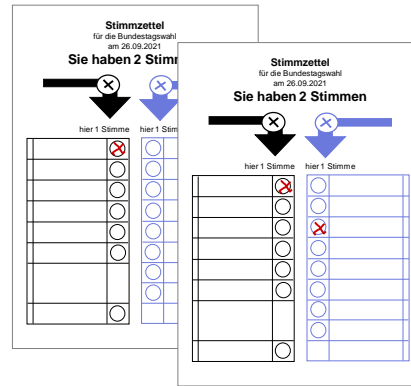 Stimmzettel
für die Bundestagswahl
am 26.09.2021
Sie haben 2 Stimm
hier 1 Stimme hier 1 Stim
Stimmzettel
für die Bundestagswahl
am 26.09.2021
Sie haben 2 Stimmen
hier 1 Stimme hier 1 Stimme